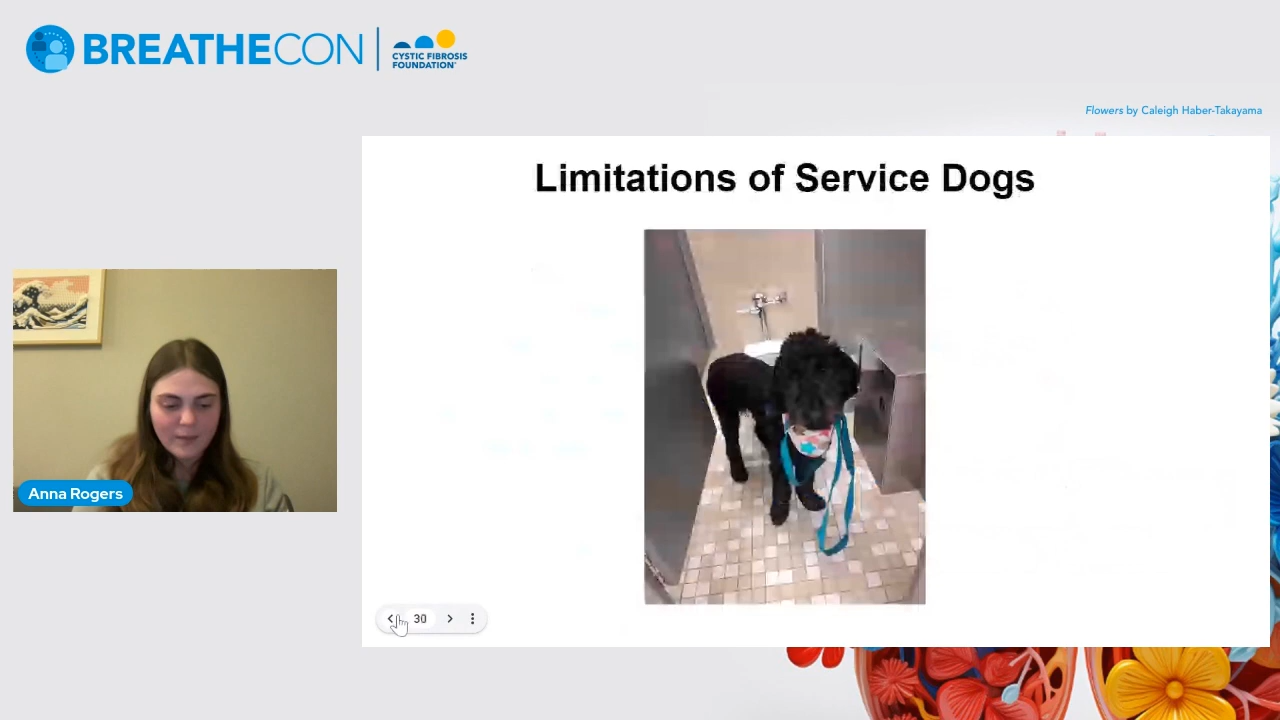 BREATHECON
CYSTIC FIBROSIS
FOUNDATION
Flowers by Caleigh Haber-Takayama
Limitations of Service Dogs
Anna Rogers
30